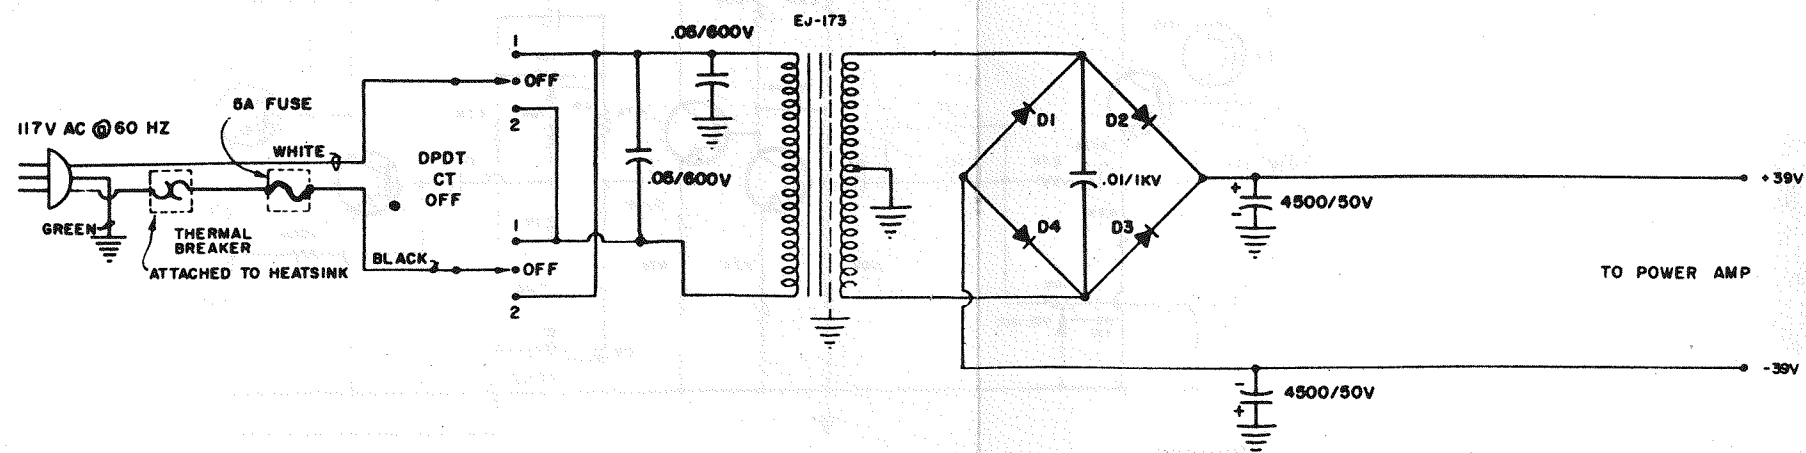 EJ-173
.05/600V
1
OFF
2
5A FUSE
117V AC @ 60 HZ
WHITE
DPDT
CT
OFF
.05/600V
D1
D2
.01/1KV
D4
D3
+
-
4500/50V
+39V
GREEN
THERMAL
BREAKER
ATTACHED TO HEATSINK
BLACK
1
OFF
2
TO POWER AMP
-39V
-
+
4500/50V